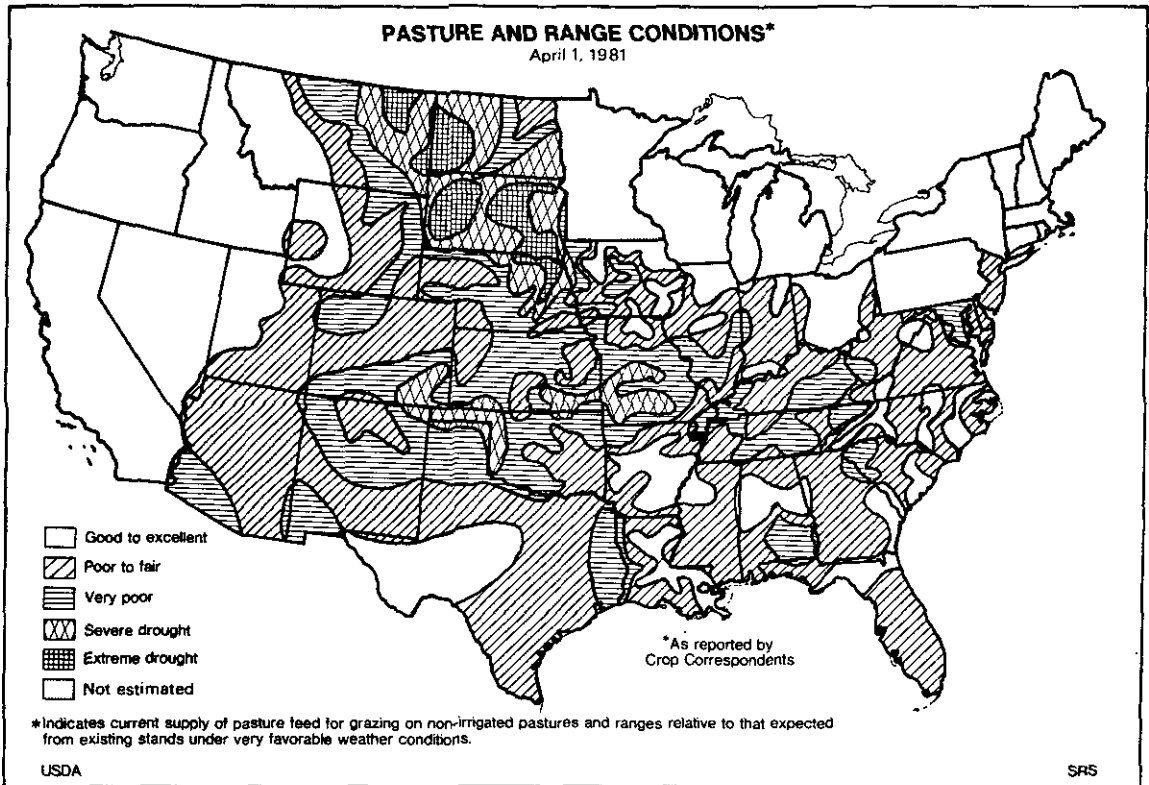 PASTURE AND RANGE CONDITIONS*
April 1, 1981
Good to excellent
Poor to fair
Very poor
Severe drought
Extreme drought
Not estimated
*As reported by
Crop Correspondents
*Indicates current supply of pasture feed for grazing on non-irrigated pastures and ranges relative to that expected
from existing stands under very favorable weather conditions.
USDA
SRS